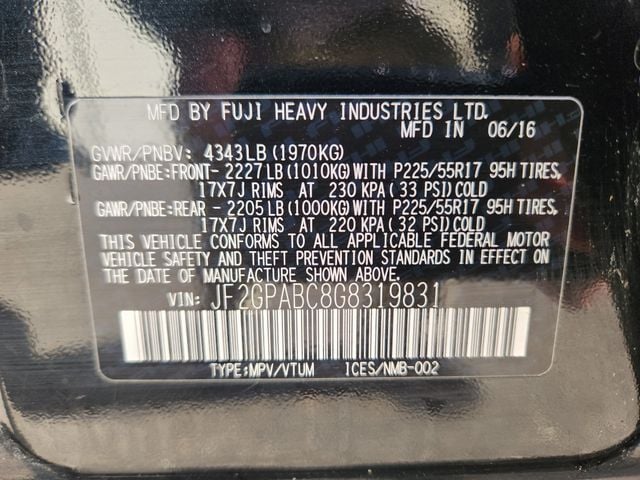 MFD BY FUJI HEAVY INDUSTRIES LTD.
MFD IN 06/16
GVWR/PNBV: 4343LB(1970KG)
GAWR/PNBE:FRONT- 2227LB(1010KG)WITH P225/55R17 95H TIRES,
17X7J RIMS AT 230 KPA(33 PSI)COLD
GAWR/PNBE:REAR - 2205LB(1000KG)WITH P225/55R17 95H TIRES,
17X7J RIMS AT 220 KPA(32 PSI)COLD
THIS VEHICLE CONFORMS TO ALL APPLICABLE FEDERAL MOTOR
VEHICLE SAFETY AND THEFT PREVENTION STANDARDS IN EFFECT ON
THE DATE OF MANUFACTURE SHOWN ABOVE.
VIN: JF2GPABC8G8319831
TYPE:MPV/VTUM ICES/NMB-002